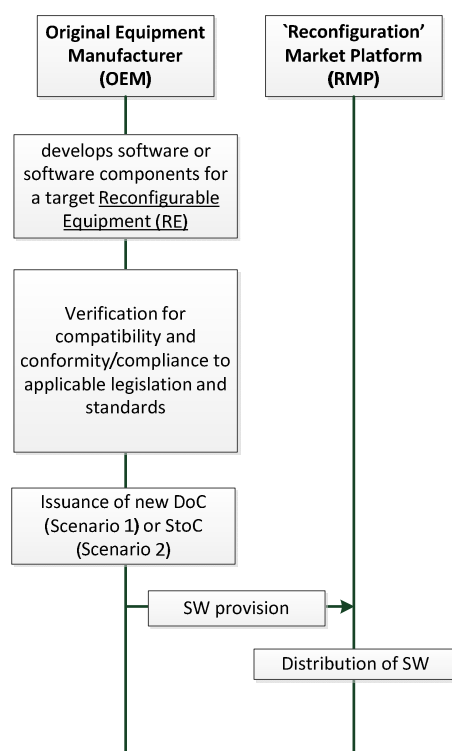 Original Equipment
Manufacturer
(OEM)
`Reconfiguration’
Market Platform
(RMP)
develops software or
software components for
a target Reconfigurable
Equipment (RE)
Verification for
compatibility and
conformity/compliance to
applicable legislation and
standards
Issuance of new DoC
(Scenario 1) or StoC
(Scenario 2)
SW provision
Distribution of SW